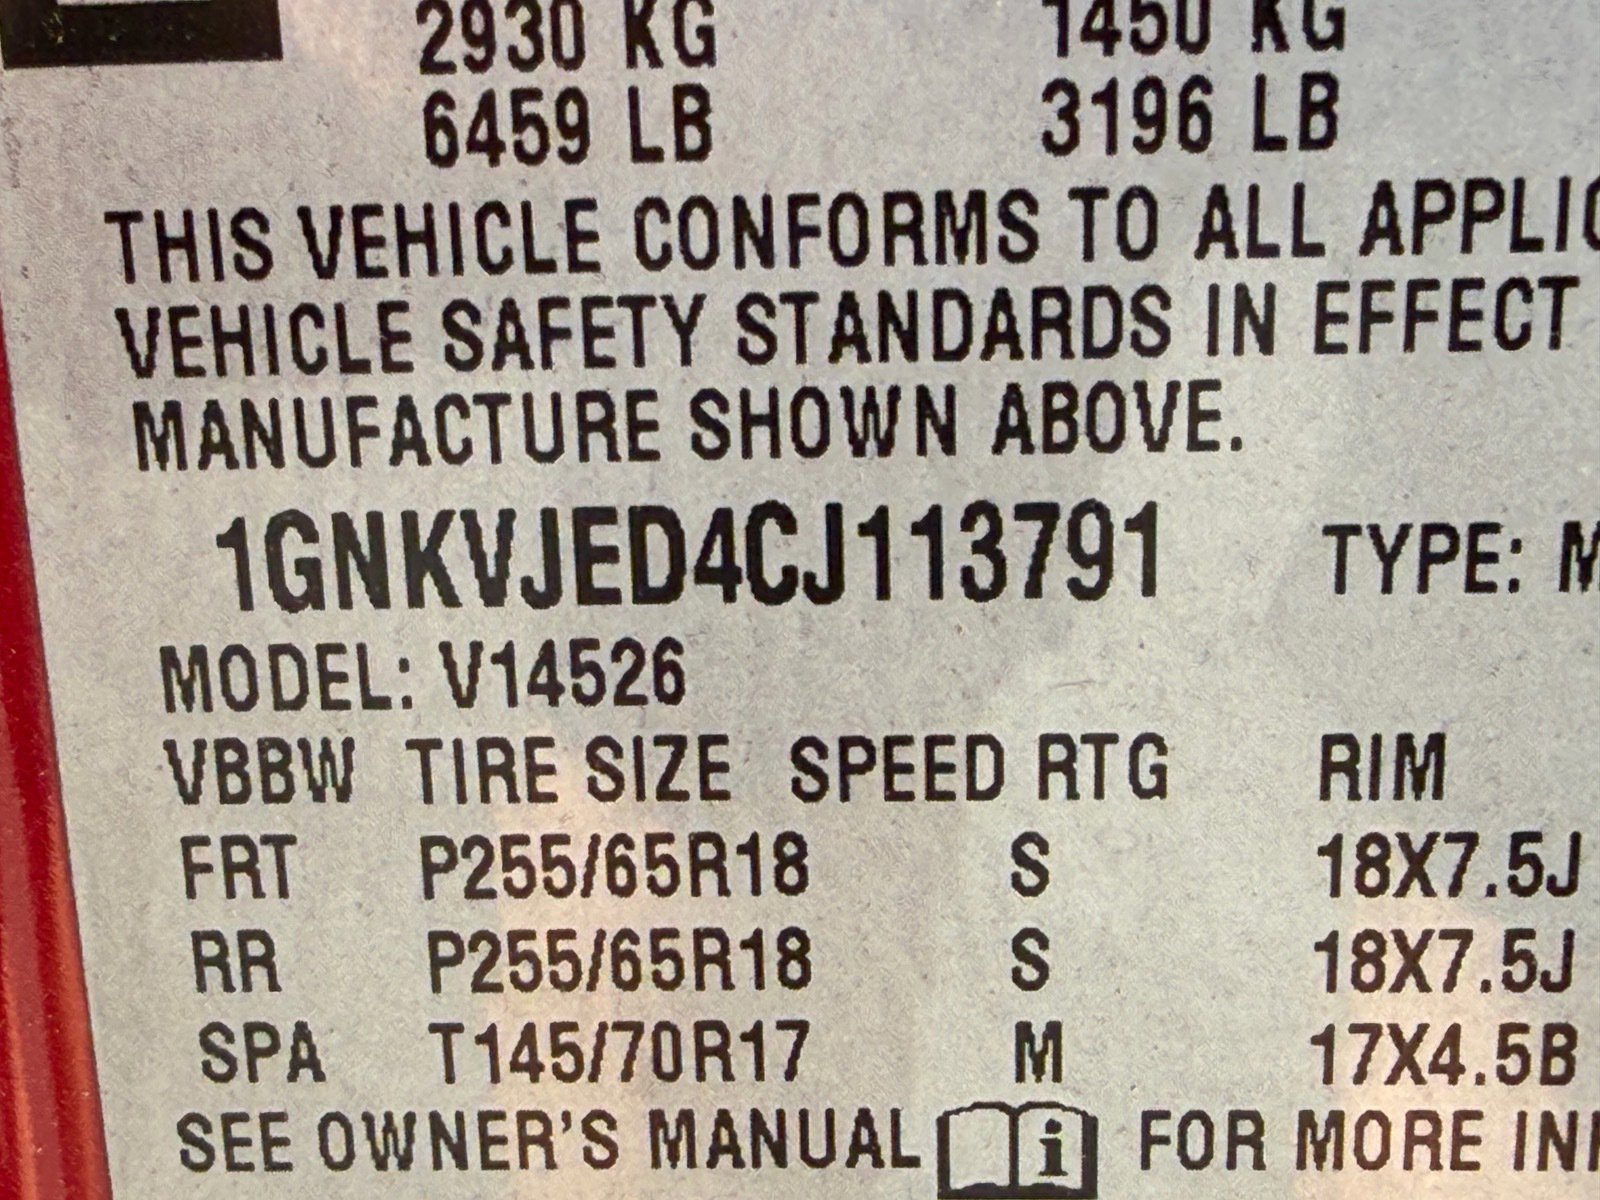 2930 KG 1450 KG
6459 LB 3196 LB
THIS VEHICLE CONFORMS TO ALL APPLIC
VEHICLE SAFETY STANDARDS IN EFFECT
MANUFACTURE SHOWN ABOVE.
1GNKVJED4CJ113791 TYPE: M
MODEL: V14526
VBBW TIRE SIZE SPEED RTG RIM
FRT P255/65R18 S 18X7.5J
RR P255/65R18 S 18X7.5J
SPA T145/70R17 M 17X4.5B
SEE OWNER'S MANUAL i FOR MORE IN